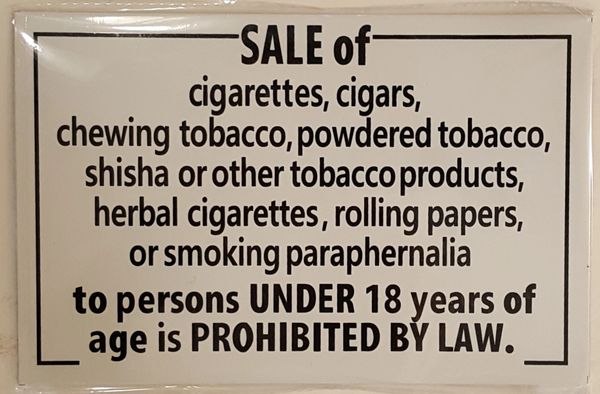 SALE of
cigarettes, cigars,
chewing tobacco, powdered tobacco,
shisha or other tobacco products,
herbal cigarettes, rolling papers,
or smoking paraphernalia
to persons UNDER 18 years of
age is PROHIBITED BY LAW.